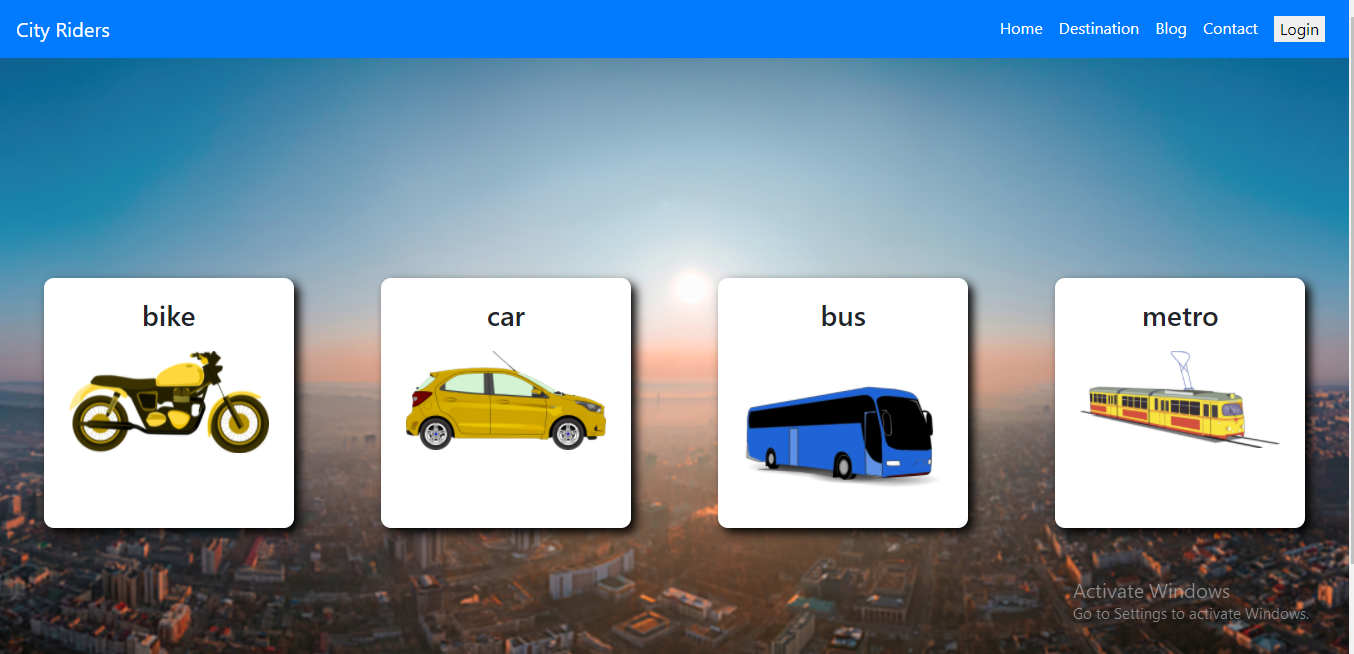 City Riders
Home Destination Blog Contact Login
bike car bus metro
Activate Windows
Go to Settings to activate Windows.